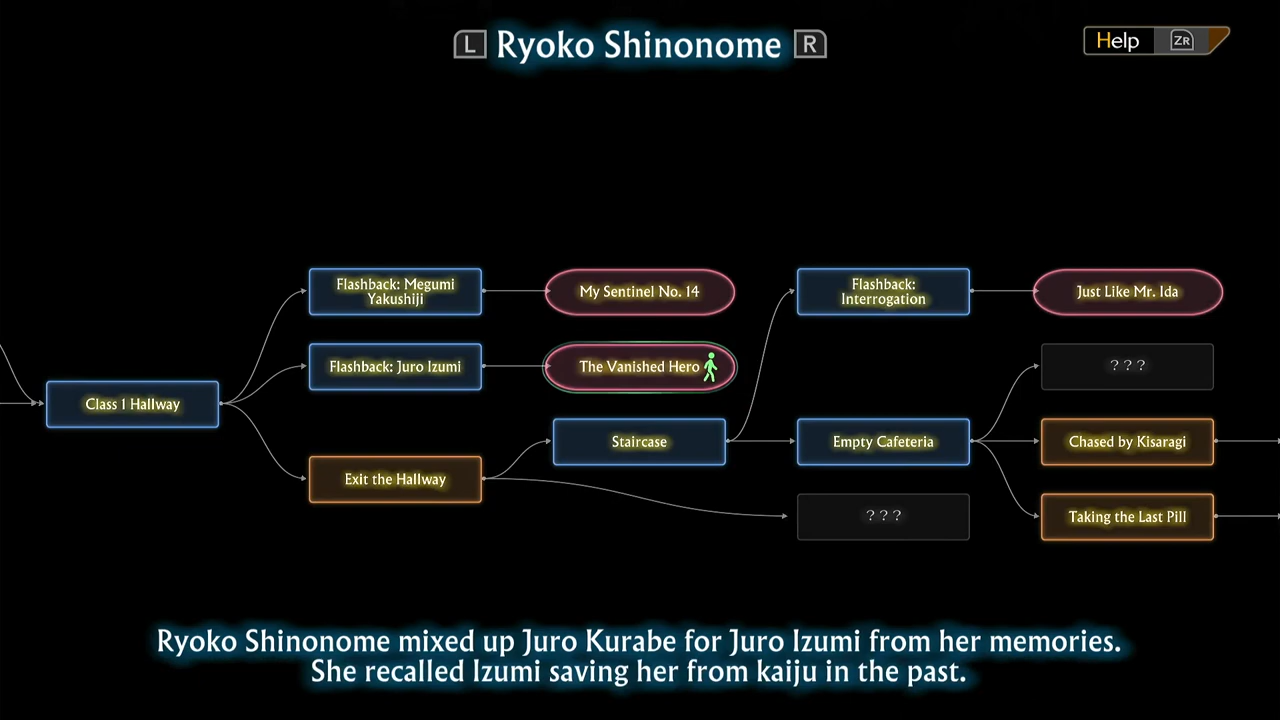 L Ryoko Shinonome R
Help ZR
Flashback: Megumi
Yakushiji
My Sentinel No. 14
Flashback:
Interrogation
Just Like Mr. Ida
Flashback: Juro Izumi
The Vanished Hero
? ? ?
Class 1 Hallway
Staircase
Empty Cafeteria
Chased by Kisaragi
Exit the Hallway
? ? ?
Taking the Last Pill
Ryoko Shinonome mixed up Juro Kurabe for Juro Izumi from her memories.
She recalled Izumi saving her from kaiju in the past.